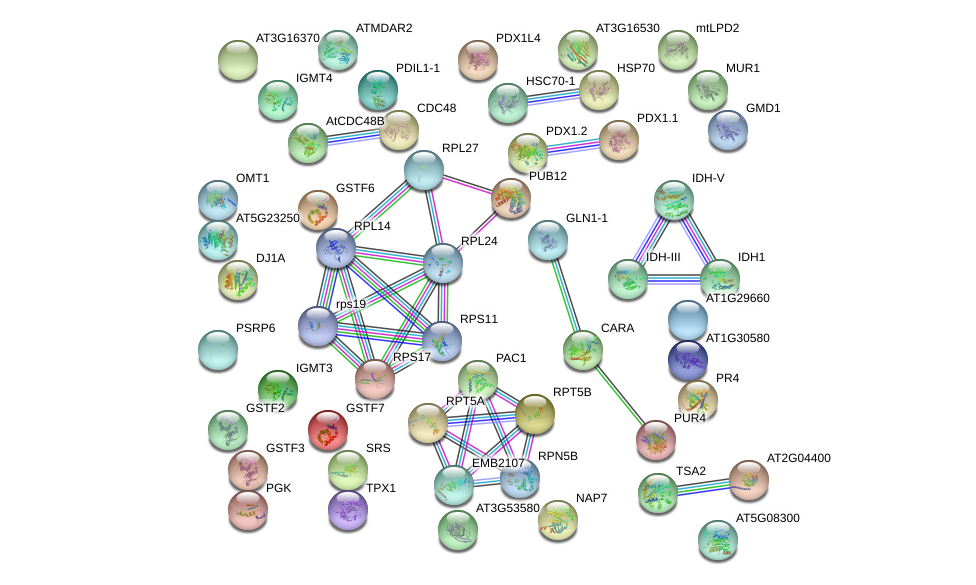 AT3G16370
ATMDAR2
PDX1L4
AT3G16530
mtLPD2
IGMT4
PDIL1-1
HSC70-1
HSP70
MUR1
AtCDC48B
CDC48
PDX1.2
PDX1.1
GMD1
RPL27
PUB12
OMT1
GSTF6
IDH-V
AT5G23250
RPL14
GLN1-1
RPL24
DJ1A
IDH-III
IDH1
rps19
AT1G29660
PSRP6
RPS11
CARA
AT1G30580
RPS17
PAC1
IGMT3
PR4
GSTF2
GSTF7
RPT5A
RPT5B
PUR4
GSTF3
SRS
EMB2107
RPN5B
TSA2
AT2G04400
PGK
TPX1
AT3G53580
NAP7
AT5G08300